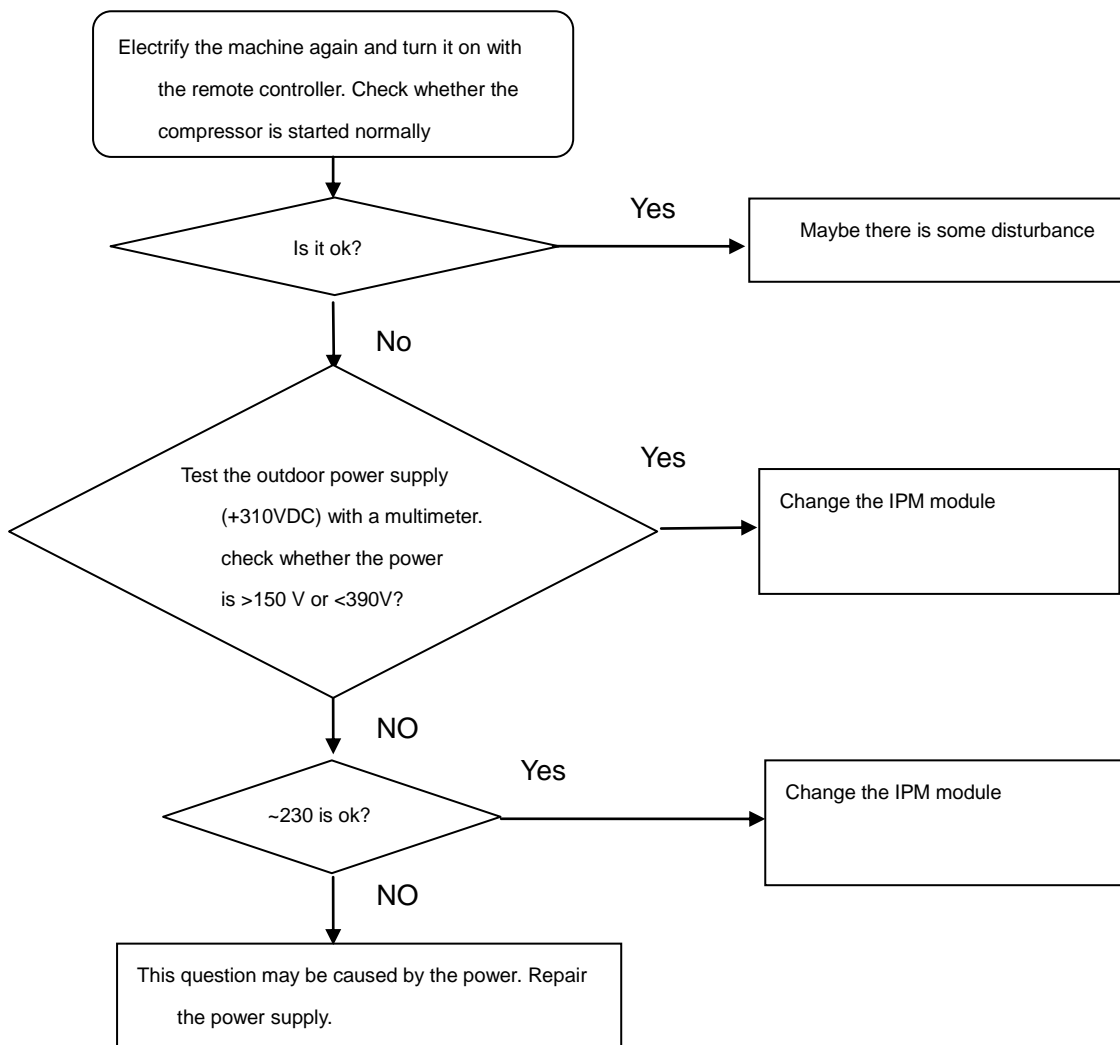 Electrify the machine again and turn it on with
the remote controller. Check whether the
compressor is started normally
Is it ok?
Yes
Maybe there is some disturbance
No
Test the outdoor power supply
(+310VDC) with a multimeter.
check whether the power
is >150 V or <390V?
Yes
Change the IPM module
NO
~230 is ok?
Yes
Change the IPM module
NO
This question may be caused by the power. Repair
the power supply.